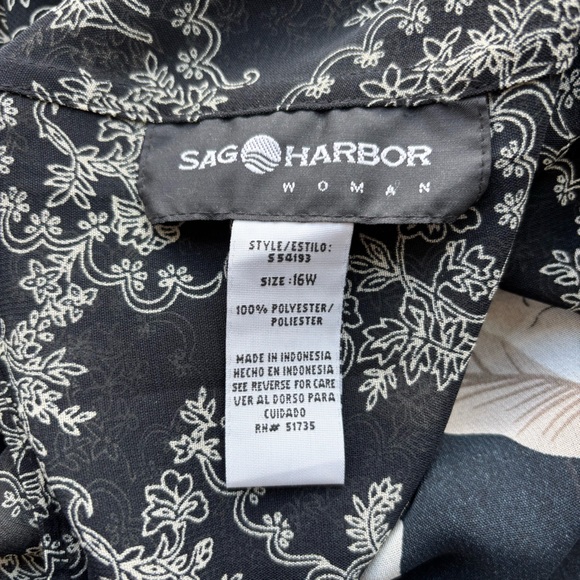 SAG HARBOR
WOMAN
STYLE/ESTILO:
S54193
SIZE :16W
100% POLYESTER/
POLIESTER
MADE IN INDONESIA
HECHO EN INDONESIA
SEE REVERSE FOR CARE
VER AL DORSO PARA
CUIDADO
RN# 51735